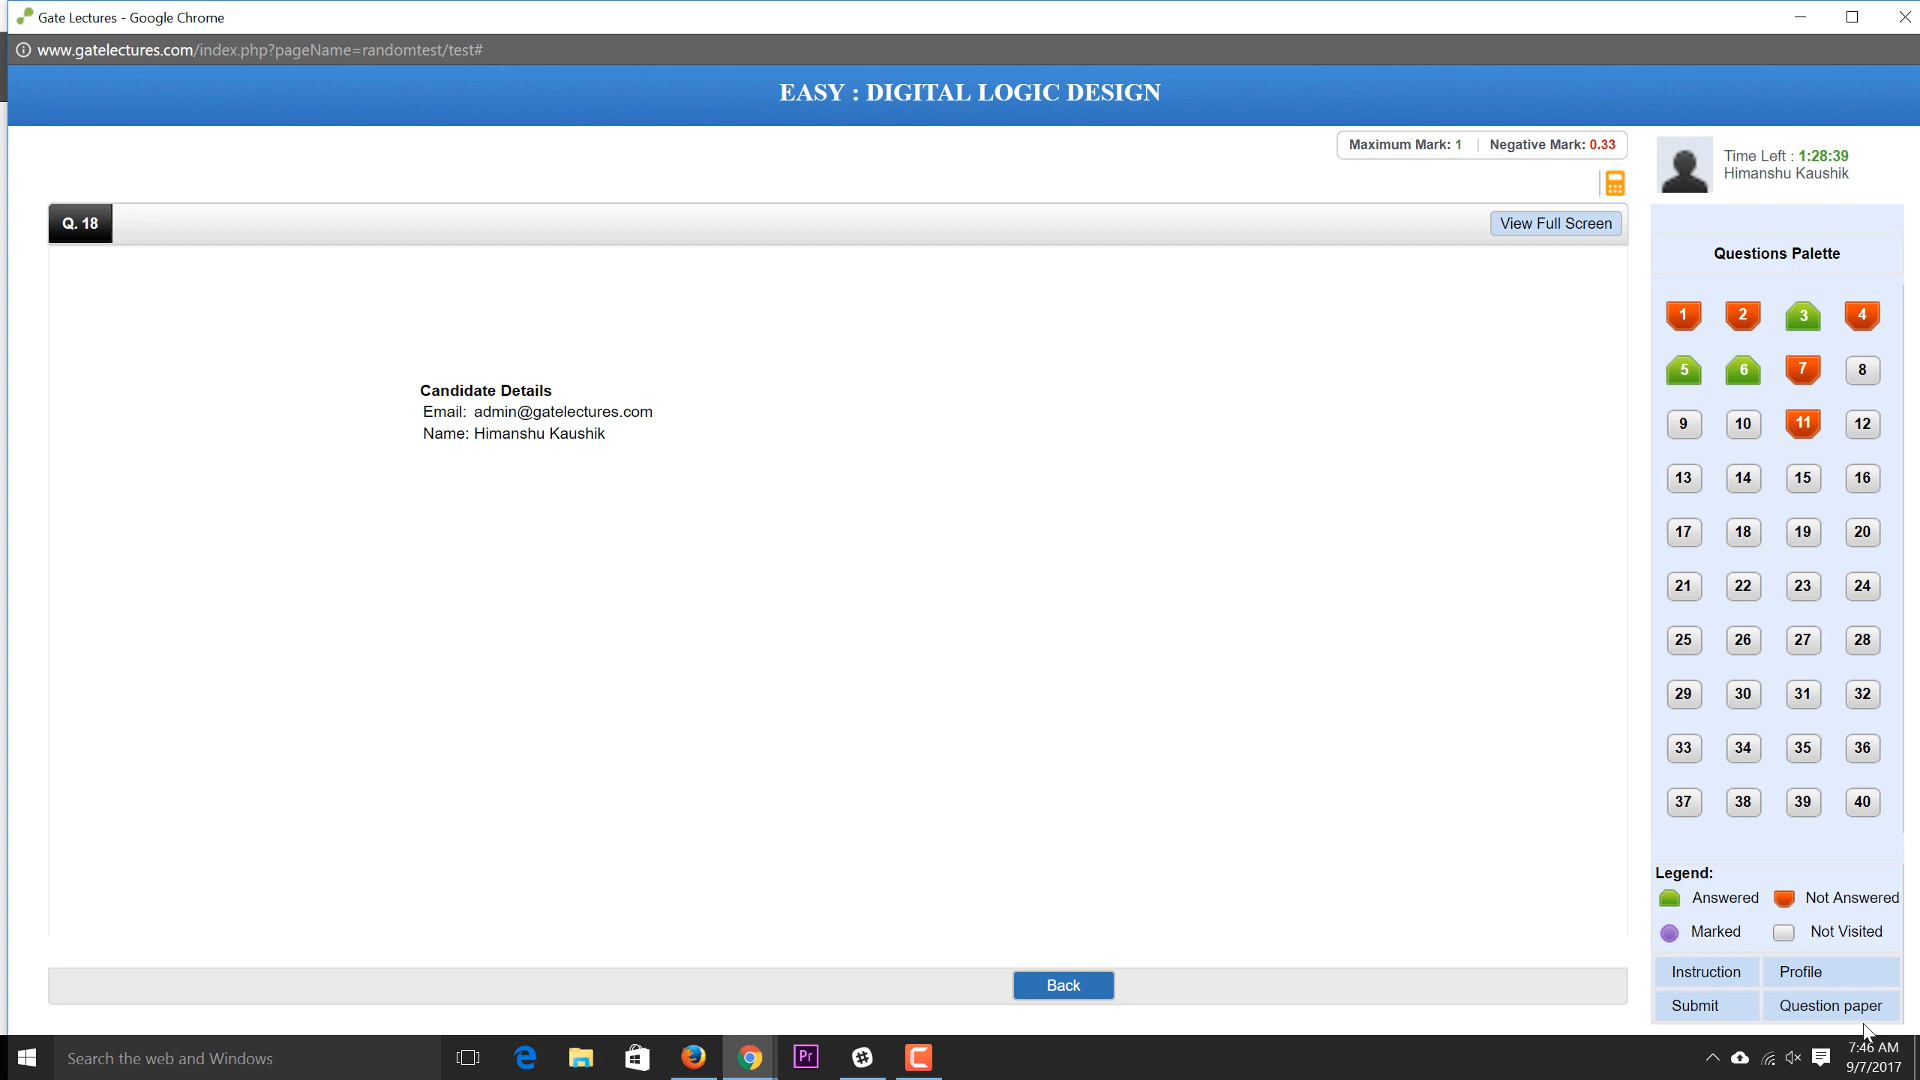 Gate Lectures - Google Chrome
www.gatelectures.com/index.php?pageName=randomtest/test#
EASY : DIGITAL LOGIC DESIGN
Maximum Mark: 1 | Negative Mark: 0.33
Time Left : 1:28:39
Himanshu Kaushik
Q. 18
View Full Screen
Questions Palette
1 2 3 4
5 6 7 8
9 10 11 12
13 14 15 16
17 18 19 20
21 22 23 24
25 26 27 28
29 30 31 32
33 34 35 36
37 38 39 40
Candidate Details
Email: admin@gatelectures.com
Name: Himanshu Kaushik
Legend:
Answered Not Answered
Marked Not Visited
Instruction Profile
Submit Question paper
Back
Search the web and Windows
Pr
7:46 AM
9/7/2017